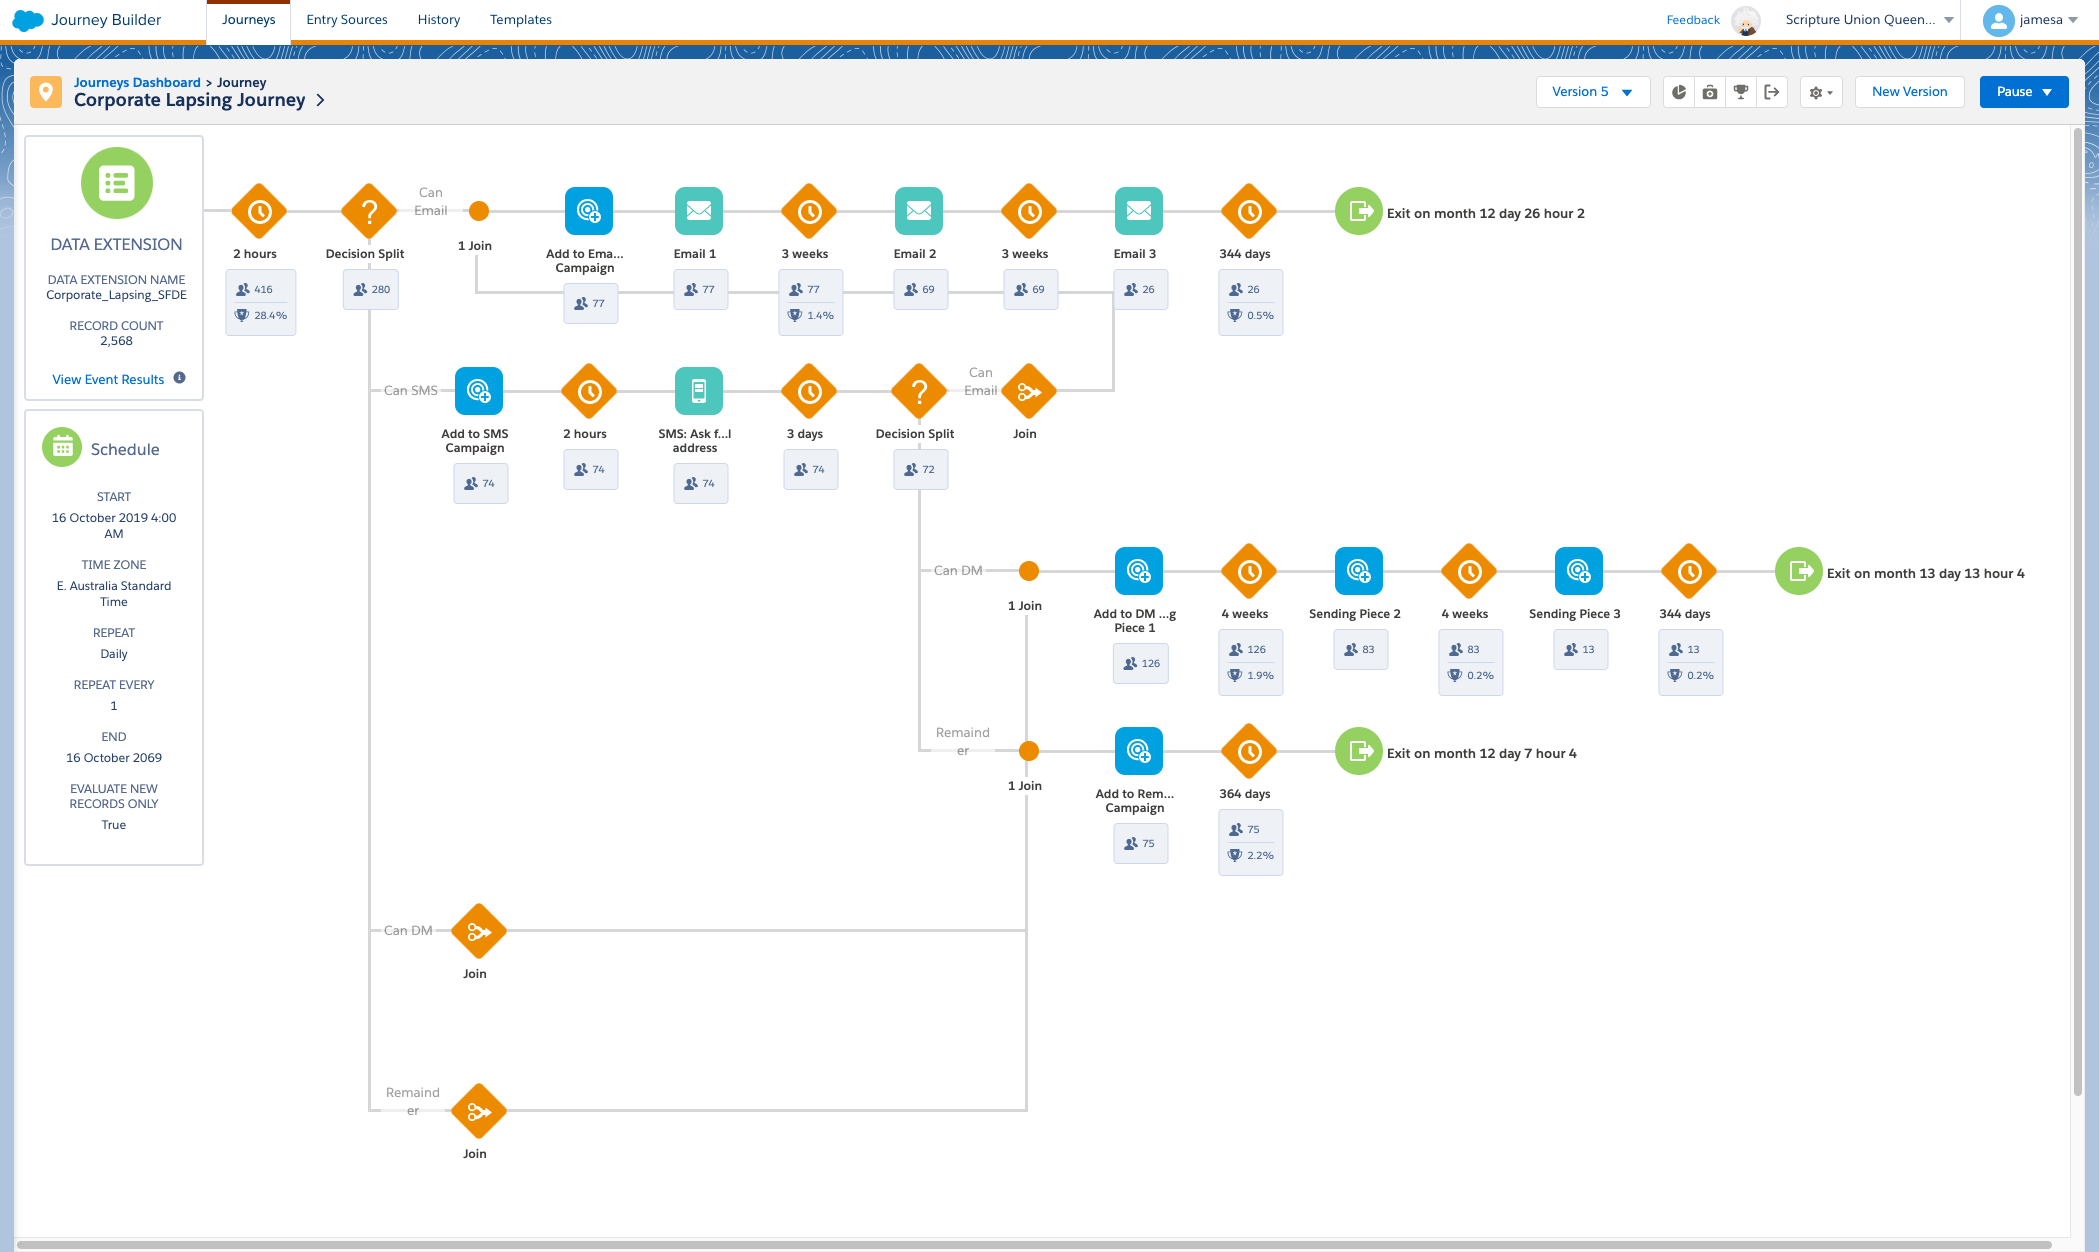 Journey Builder
Journeys
Entry Sources
History
Templates
Feedback
Scripture Union Queen...
jamesa
Journeys Dashboard > Journey
Corporate Lapsing Journey
Version 5
New Version
Pause
DATA EXTENSION
DATA EXTENSION NAME
Corporate_Lapsing_SFDE
RECORD COUNT
2,568
View Event Results
Schedule
START
16 October 2019 4:00
AM
TIME ZONE
E. Australia Standard
Time
REPEAT
Daily
REPEAT EVERY
1
END
16 October 2069
EVALUATE NEW
RECORDS ONLY
True
2 hours
416
28.4%
?
Decision Split
280
Can
Email
1 Join
Add to Ema...
Campaign
77
Email 1
77
3 weeks
77
1.4%
Email 2
69
3 weeks
69
Email 3
26
344 days
26
0.5%
Exit on month 12 day 26 hour 2
Can SMS
Add to SMS
Campaign
74
2 hours
74
SMS: Ask f...l
address
74
3 days
74
?
Decision Split
72
Can
Email
Join
Can DM
1 Join
Add to DM ...g
Piece 1
126
4 weeks
126
1.9%
Sending Piece 2
83
4 weeks
83
0.2%
Sending Piece 3
13
344 days
13
0.2%
Exit on month 13 day 13 hour 4
Remaind
er
1 Join
Add to Rem...
Campaign
75
364 days
75
2.2%
Exit on month 12 day 7 hour 4
Can DM
Join
Remaind
er
Join